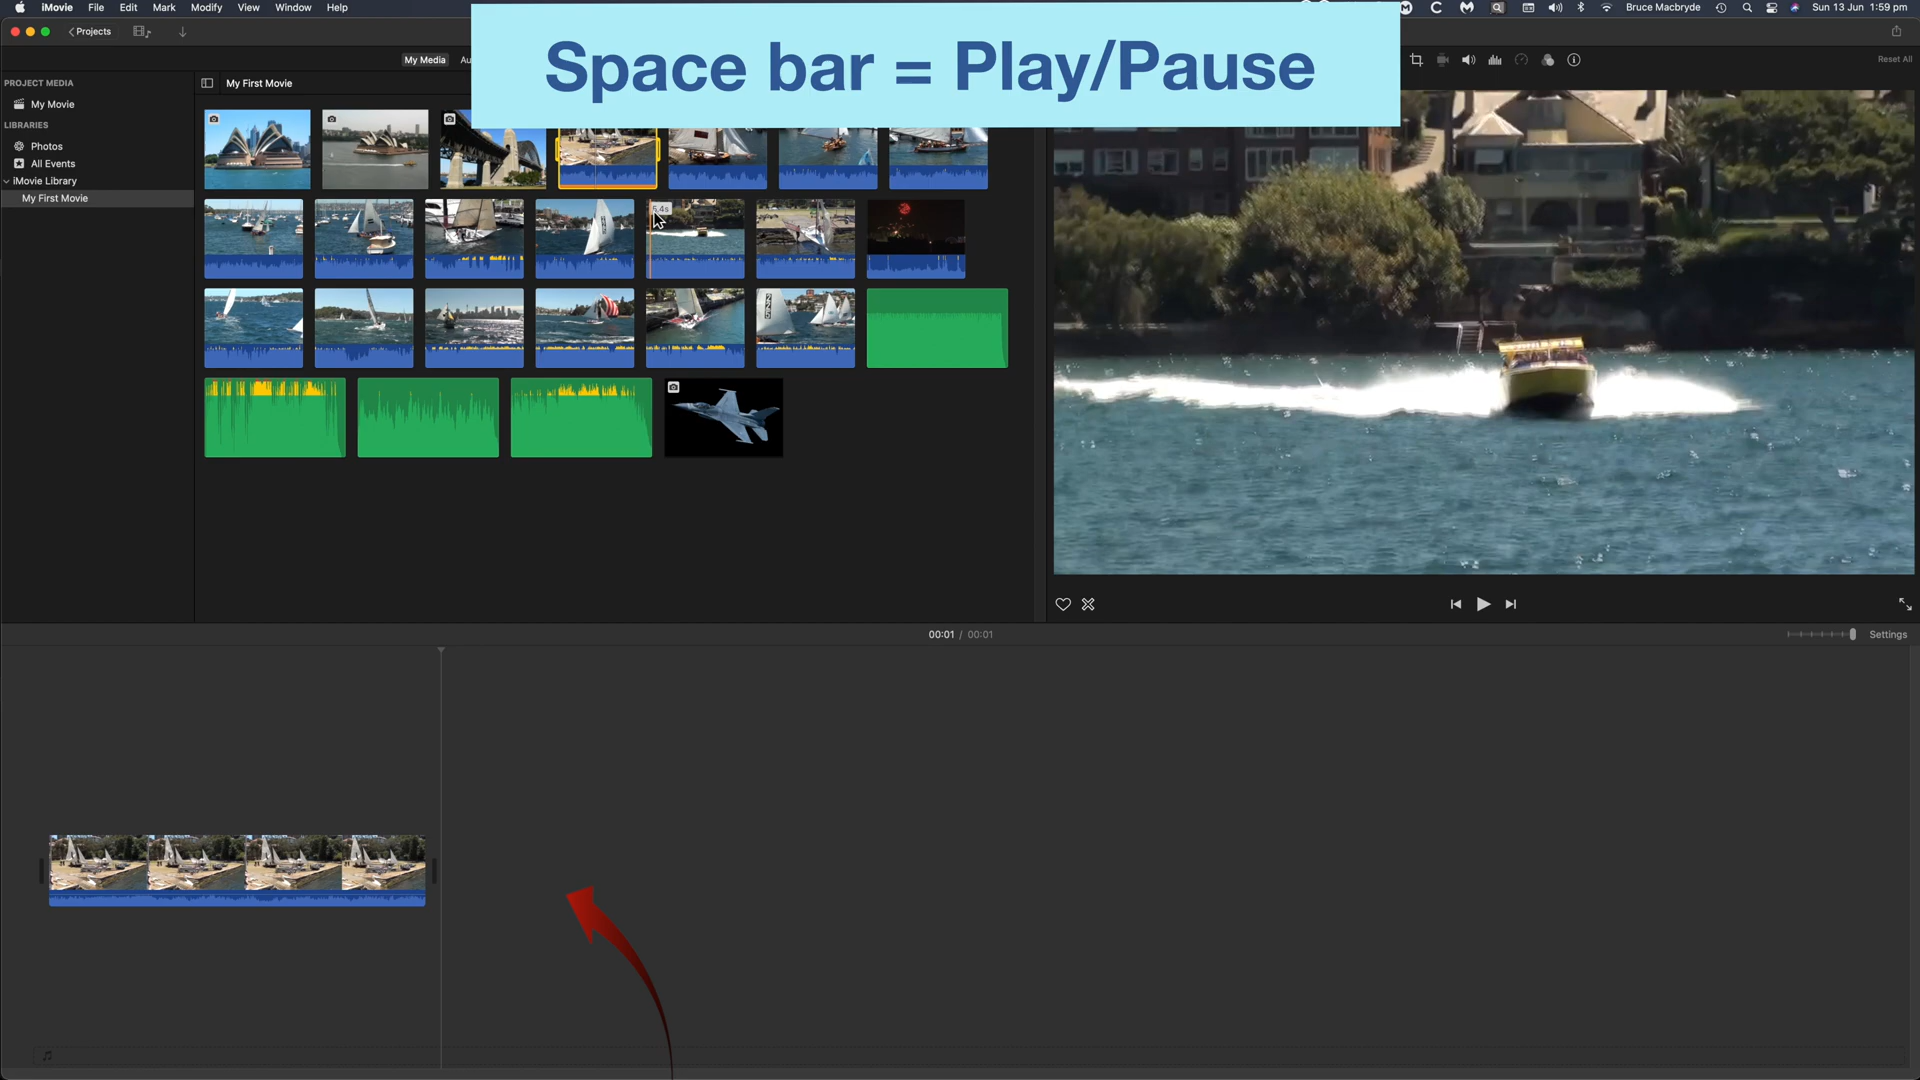 iMovie File Edit Mark Modify View Window Help
Bruce Macbryde Sun 13 Jun 1:59 pm
Space bar = Play/Pause
Projects
My Media
Reset All
PROJECT MEDIA
My First Movie
My Movie
LIBRARIES
Photos
All Events
iMovie Library
My First Movie
00:01 / 00:01
Settings